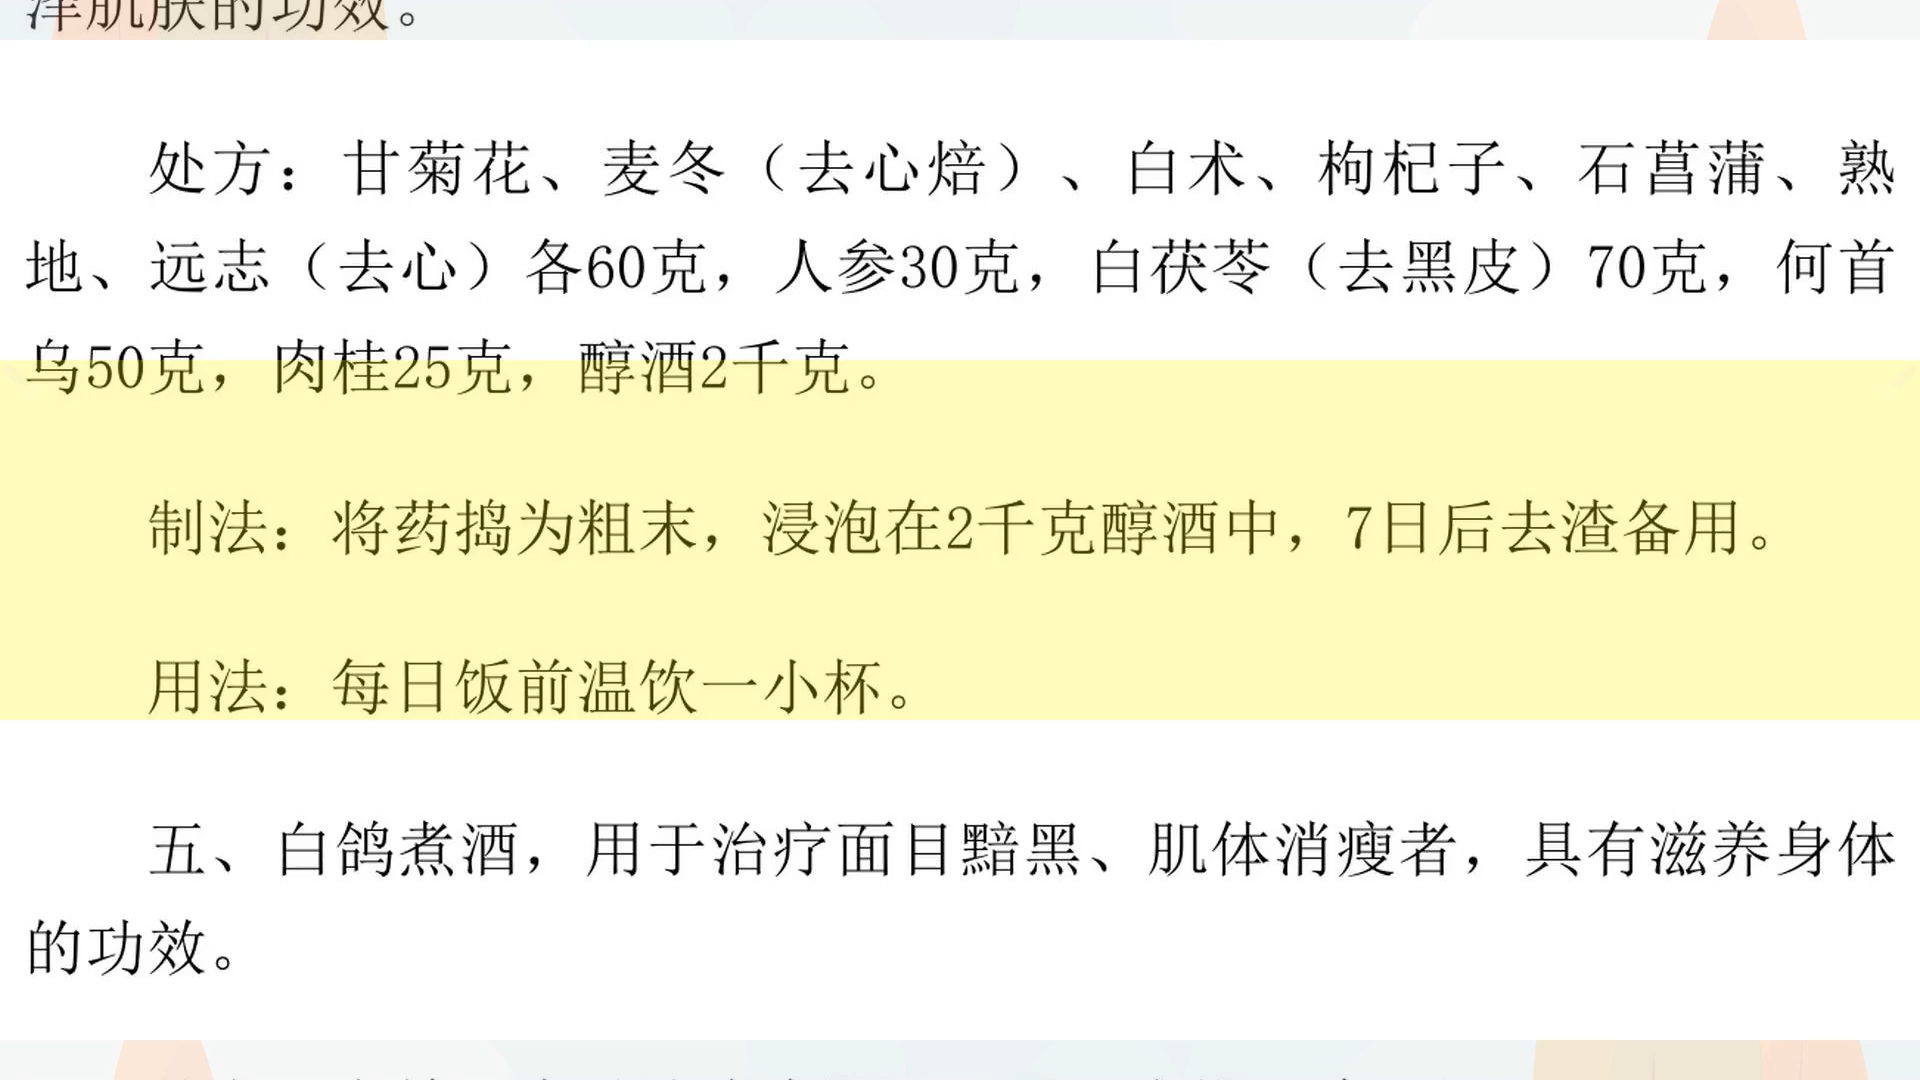 泽肌肤的功效。
处方：甘菊花、麦冬（去心焙）、白术、枸杞子、石菖蒲、熟
地、远志（去心）各60克，人参30克，白茯苓（去黑皮）70克，何首
乌50克，肉桂25克，醇酒2千克。
制法：将药捣为粗末，浸泡在2千克醇酒中，7日后去渣备用。
用法：每日饭前温饮一小杯。
五、白鸽煮酒，用于治疗面目黯黑、肌体消瘦者，具有滋养身体
的功效。